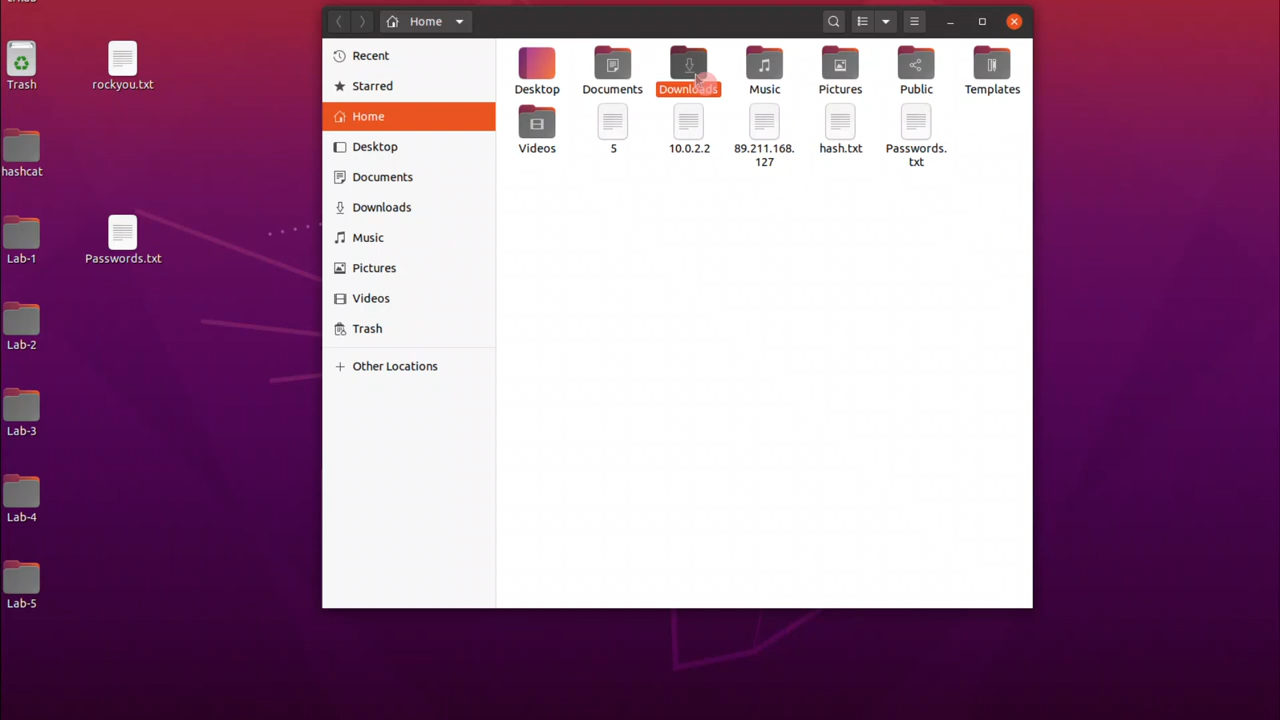 Home
Trash
rockyou.txt
hashcat
Lab-1
Passwords.txt
Lab-2
Lab-3
Lab-4
Lab-5
Recent
Starred
Home
Desktop
Documents
Downloads
Music
Pictures
Videos
Trash
Other Locations
Desktop
Documents
Downloads
Music
Pictures
Public
Templates
Videos
5
10.0.2.2
89.211.168.
127
hash.txt
Passwords.
txt